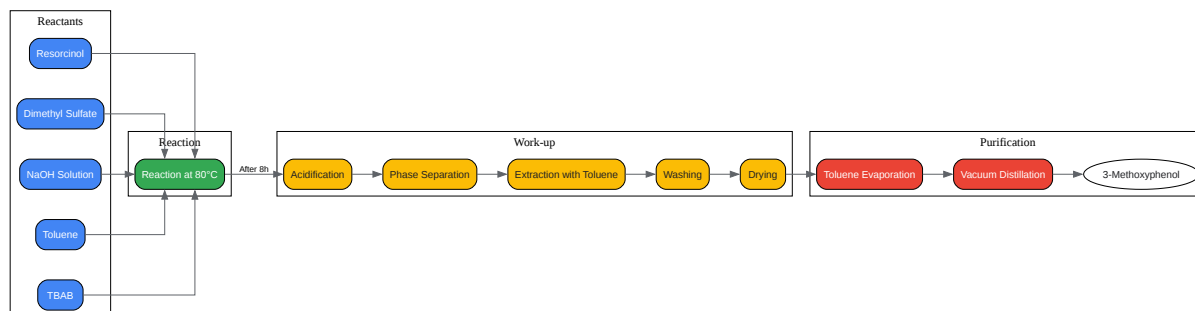 Reactants
Resorcinol
Dimethyl Sulfate
NaOH Solution
Toluene
TBAB
Reaction
Reaction at 80°C
After 8h
Work-up
Acidification
Phase Separation
Extraction with Toluene
Washing
Drying
Purification
Toluene Evaporation
Vacuum Distillation
3-Methoxyphenol